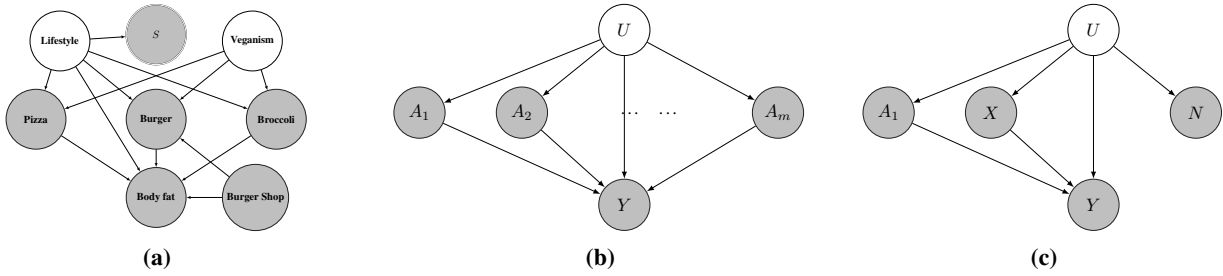 Lifestyle
S
Veganism
Pizza
Burger
Broccoli
Body fat
Burger Shop
(a)
U
A1
A2
... ...
Am
Y
(b)
U
A1
X
N
Y
(c)